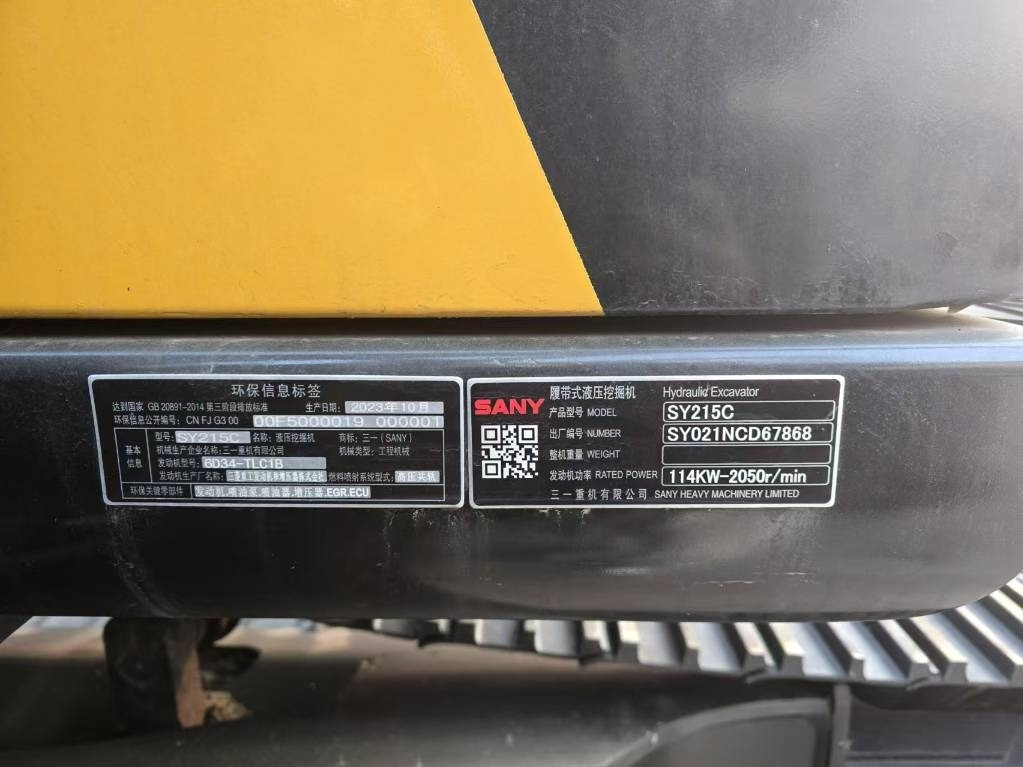 环保信息标签
达到国家 GB 20891-2014 第三阶段排放标准 生产日期: 2023年10月
环保信息公开编号: CN FJ G3 00 00F5000019 000001
基本信息
型号: SY215C 名称: 液压挖掘机 商标: 三一 (SANY)
机械生产企业名称: 三一重机有限公司 机械类型: 工程机械
发动机型号: 6D34-TLC1B
发动机生产厂名称: 燃料喷射系统型式: 高压共轨
环保关键零部件 发动机,喷油泵,喷油器,增压器,EGR,ECU
SANY
履带式液压挖掘机 Hydraulic Excavator
产品型号 MODEL SY215C
出厂编号 NUMBER SY021NCD67868
整机重量 WEIGHT
发动机功率 RATED POWER 114KW-2050r/min
三一重机有限公司 SANY HEAVY MACHINERY LIMITED